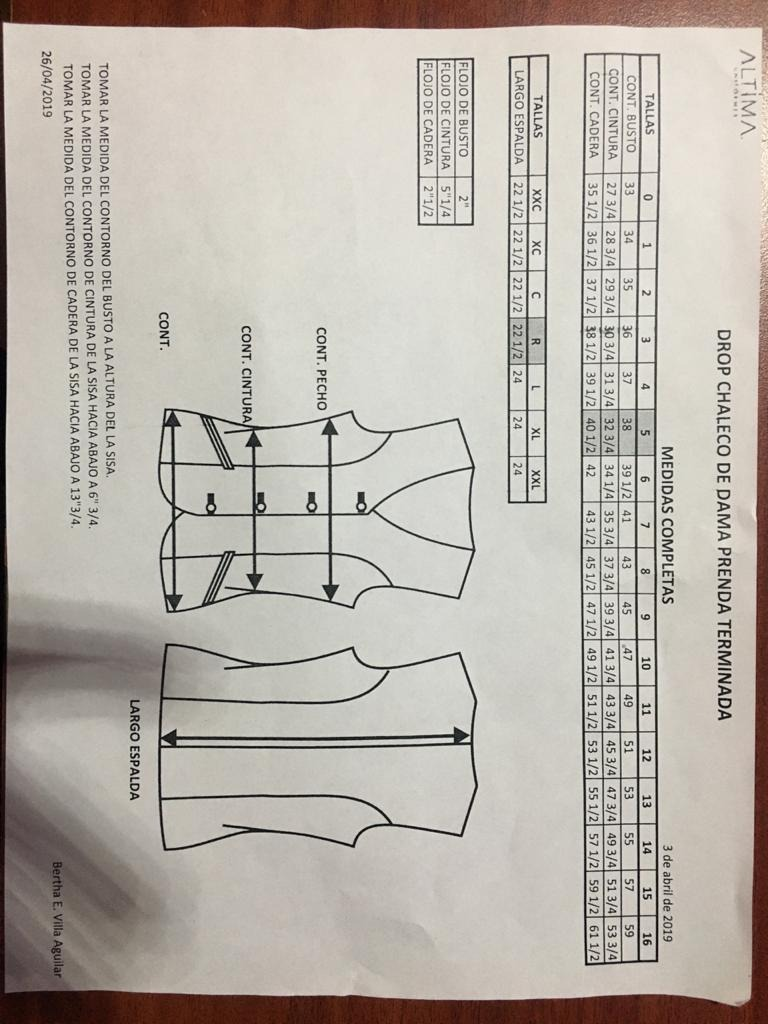 ALTIMA
DROP CHALECO DE DAMA PRENDA TERMINADA
3 de abril de 2019
MEDIDAS COMPLETAS
TALLAS 0 1 2 3 4 5 6 7 8 9 10 11 12 13 14 15 16
CONT. BUSTO 33 34 35 36 37 38 39 1/2 41 43 45 47 49 51 53 55 57 59
CONT. CINTURA 27 3/4 28 3/4 29 3/4 30 3/4 31 3/4 32 3/4 34 1/4 35 3/4 37 3/4 39 3/4 41 3/4 43 3/4 45 3/4 47 3/4 49 3/4 51 3/4 53 3/4
CONT. CADERA 35 1/2 36 1/2 37 1/2 38 1/2 39 1/2 40 1/2 42 43 1/2 45 1/2 47 1/2 49 1/2 51 1/2 53 1/2 55 1/2 57 1/2 59 1/2 61 1/2
TALLAS XXC XC C R L XL XXL
LARGO ESPALDA 22 1/2 22 1/2 22 1/2 22 1/2 24 24 24
FLOJO DE BUSTO 2"
FLOJO DE CINTURA 5"1/4
FLOJO DE CADERA 2"1/2
CONT. PECHO
CONT. CINTURA
CONT.
LARGO ESPALDA
TOMAR LA MEDIDA DEL CONTORNO DEL BUSTO A LA ALTURA DEL LA SISA.
TOMAR LA MEDIDA DEL CONTORNO DE CINTURA DE LA SISA HACIA ABAJO A 6" 3/4.
TOMAR LA MEDIDA DEL CONTORNO DE CADERA DE LA SISA HACIA ABAJO A 13"3/4.
26/04/2019
Bertha E. Villa Aguilar